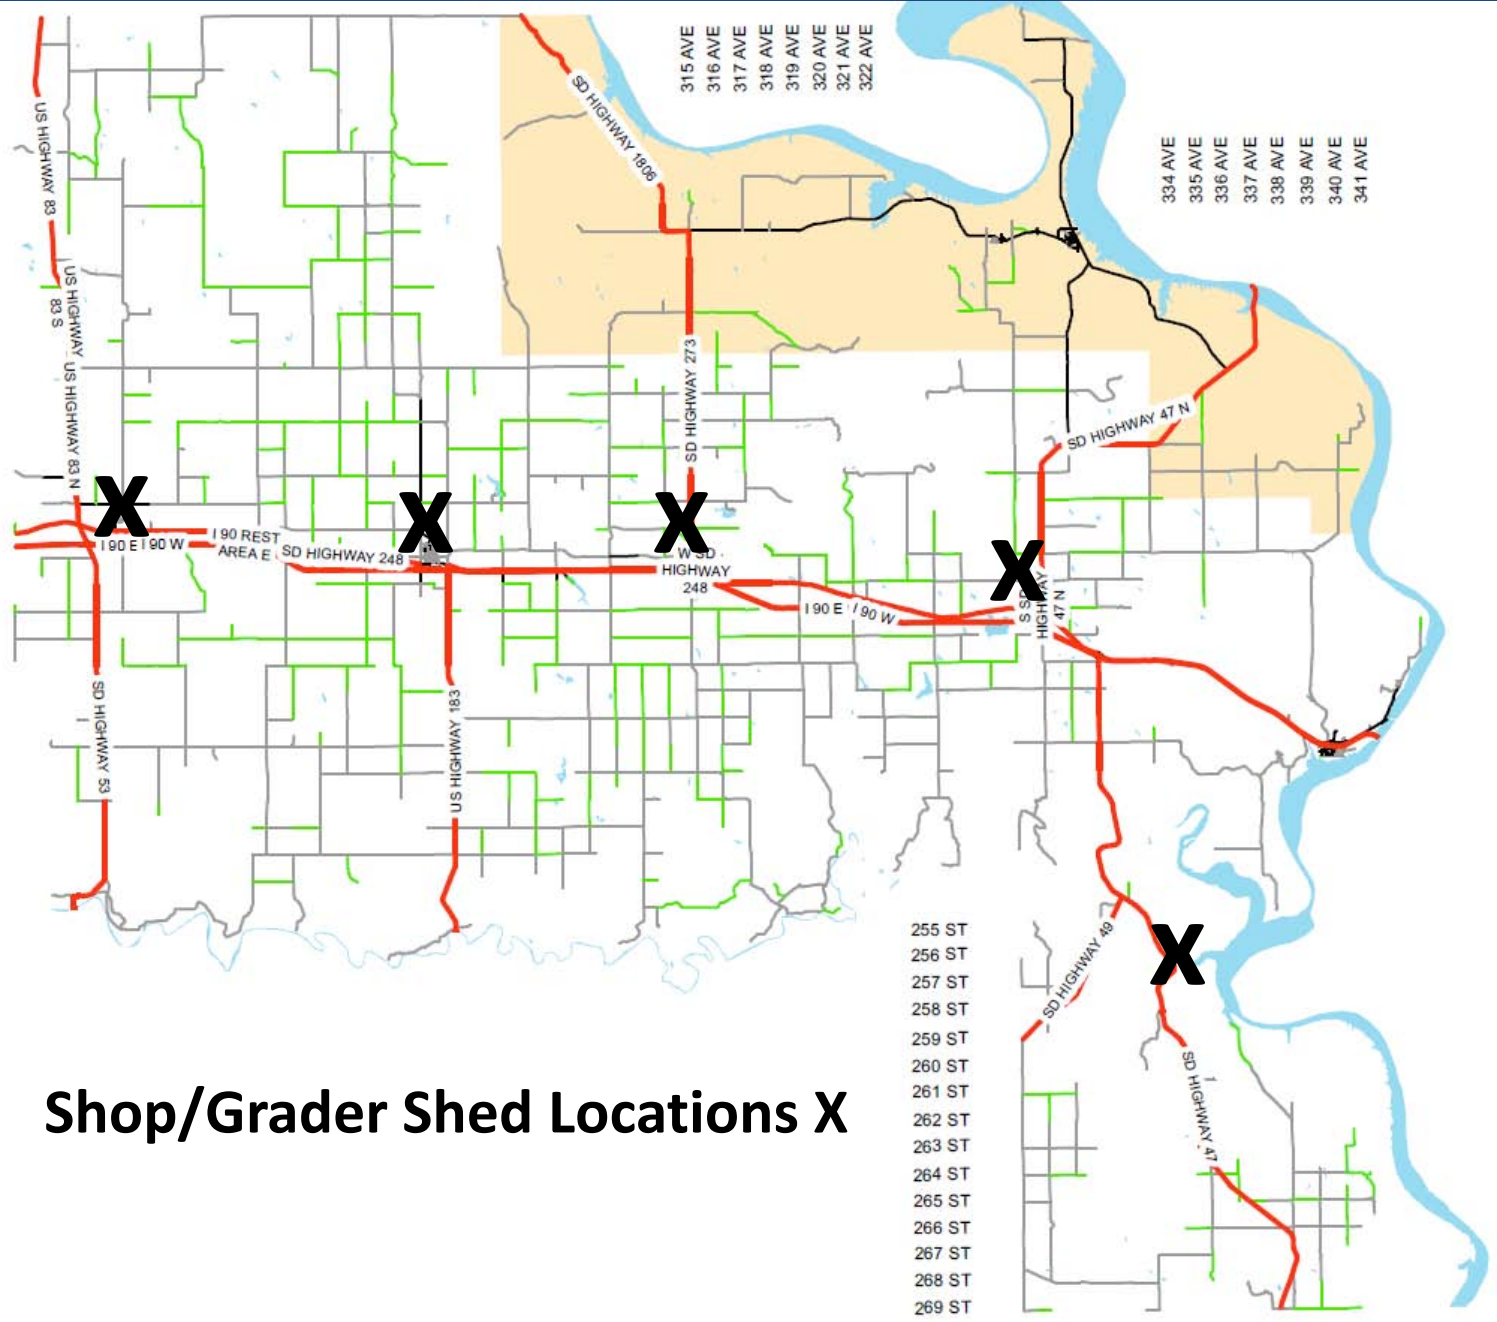 315 AVE
316 AVE
317 AVE
318 AVE
319 AVE
320 AVE
321 AVE
322 AVE
334 AVE
335 AVE
336 AVE
337 AVE
338 AVE
339 AVE
340 AVE
341 AVE
SD HIGHWAY 1806
US HIGHWAY 83
US HIGHWAY
83 S
US HIGHWAY 83 N
SD HIGHWAY 273
SD HIGHWAY 47 N
X
X
X
X
I 90 E
I 90 W
I 90 REST
AREA E
SD HIGHWAY 248
W SD
HIGHWAY
248
I 90 E
I 90 W
S SD
HIGHWAY
47 N
SD HIGHWAY 53
US HIGHWAY 183
X
SD HIGHWAY 49
SD HIGHWAY 47
255 ST
256 ST
257 ST
258 ST
259 ST
260 ST
261 ST
262 ST
263 ST
264 ST
265 ST
266 ST
267 ST
268 ST
269 ST
Shop/Grader Shed Locations X